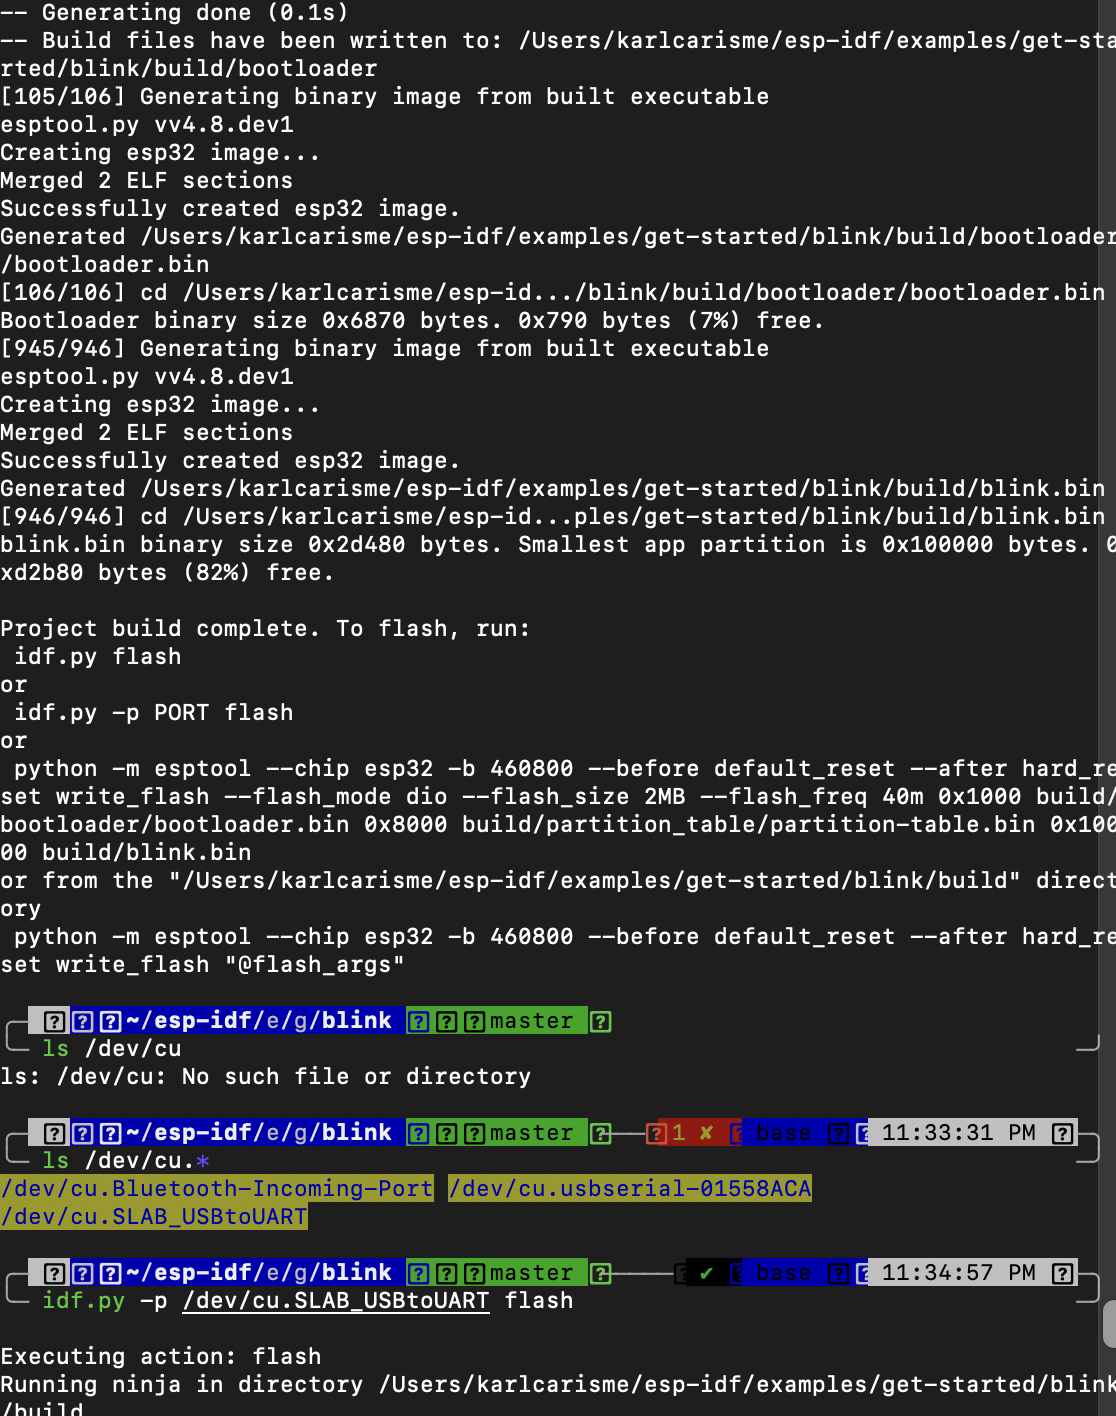 -- Generating done (0.1s)
-- Build files have been written to: /Users/karlcarisme/esp-idf/examples/get-sta
rted/blink/build/bootloader
[105/106] Generating binary image from built executable
esptool.py vv4.8.dev1
Creating esp32 image...
Merged 2 ELF sections
Successfully created esp32 image.
Generated /Users/karlcarisme/esp-idf/examples/get-started/blink/build/bootloader
/bootloader.bin
[106/106] cd /Users/karlcarisme/esp-id.../blink/build/bootloader/bootloader.bin
Bootloader binary size 0x6870 bytes. 0x790 bytes (7%) free.
[945/946] Generating binary image from built executable
esptool.py vv4.8.dev1
Creating esp32 image...
Merged 2 ELF sections
Successfully created esp32 image.
Generated /Users/karlcarisme/esp-idf/examples/get-started/blink/build/blink.bin
[946/946] cd /Users/karlcarisme/esp-id...ples/get-started/blink/build/blink.bin
blink.bin binary size 0x2d480 bytes. Smallest app partition is 0x100000 bytes. 0
xd2b80 bytes (82%) free.
Project build complete. To flash, run:
idf.py flash
or
idf.py -p PORT flash
or
python -m esptool --chip esp32 -b 460800 --before default_reset --after hard_re
set write_flash --flash_mode dio --flash_size 2MB --flash_freq 40m 0x1000 build/
bootloader/bootloader.bin 0x8000 build/partition_table/partition-table.bin 0x100
00 build/blink.bin
or from the "/Users/karlcarisme/esp-idf/examples/get-started/blink/build" direct
ory
python -m esptool --chip esp32 -b 460800 --before default_reset --after hard_re
set write_flash "@flash_args"
~/esp-idf/e/g/blink master
ls /dev/cu
ls: /dev/cu: No such file or directory
~/esp-idf/e/g/blink master 1 ✘ base 11:33:31 PM
ls /dev/cu.*
/dev/cu.Bluetooth-Incoming-Port /dev/cu.usbserial-01558ACA
/dev/cu.SLAB_USBtoUART
~/esp-idf/e/g/blink master ✔ base 11:34:57 PM
idf.py -p /dev/cu.SLAB_USBtoUART flash
Executing action: flash
Running ninja in directory /Users/karlcarisme/esp-idf/examples/get-started/blink
/build